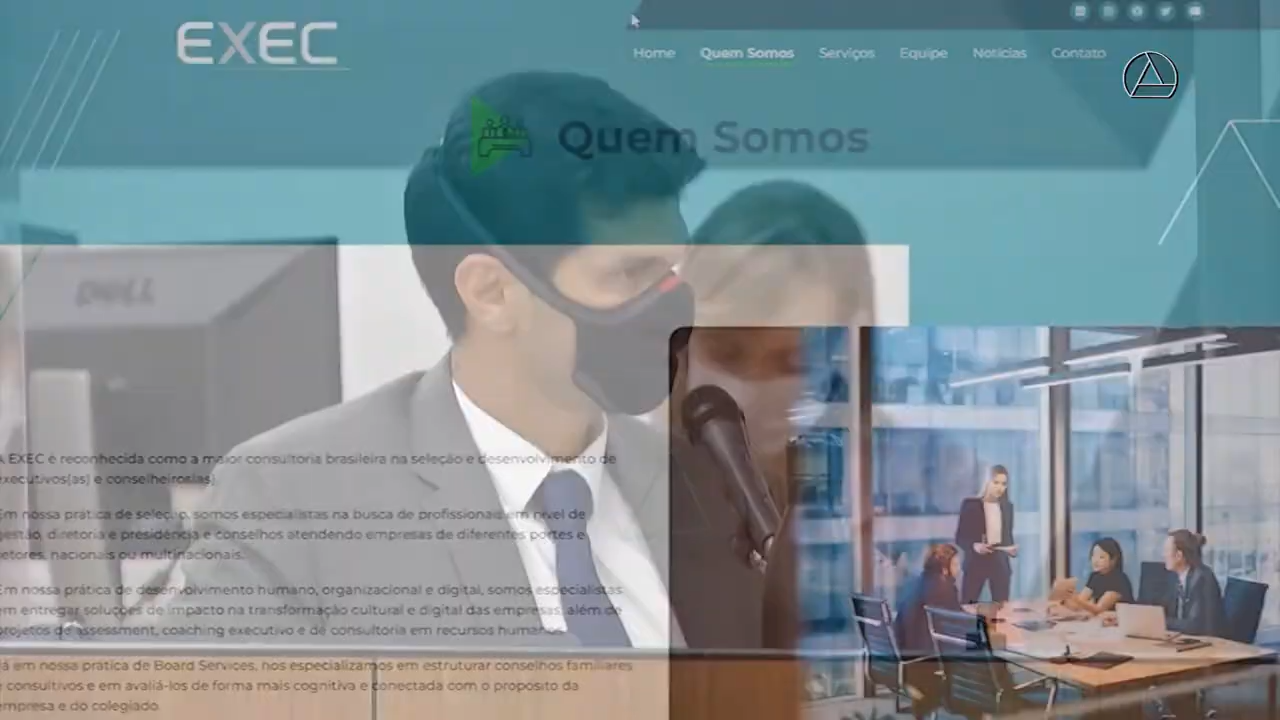 EXEC
Home Quem Somos Serviços Equipe Notícias Contato
Quem Somos
DELL
A EXEC é reconhecida como a maior consultoria brasileira na seleção e desenvolvimento de
executivos(as) e conselheiros(as)
Em nossa prática de seleção, somos especialistas na busca de profissionais em nível de
gestão, diretoria e presidência e conselhos atendendo empresas de diferentes portes e
setores, nacionais ou multinacionais.
Em nossa prática de desenvolvimento humano, organizacional e digital, somos especialistas
em entregar soluções de impacto na transformação cultural e digital das empresas, além de
projetos de assessment, coaching executivo e de consultoria em recursos humanos.
Já em nossa prática de Board Services, nos especializamos em estruturar conselhos familiares
e consultivos e em avaliá-los de forma mais cognitiva e conectada com o propósito da
empresa e do colegiado.